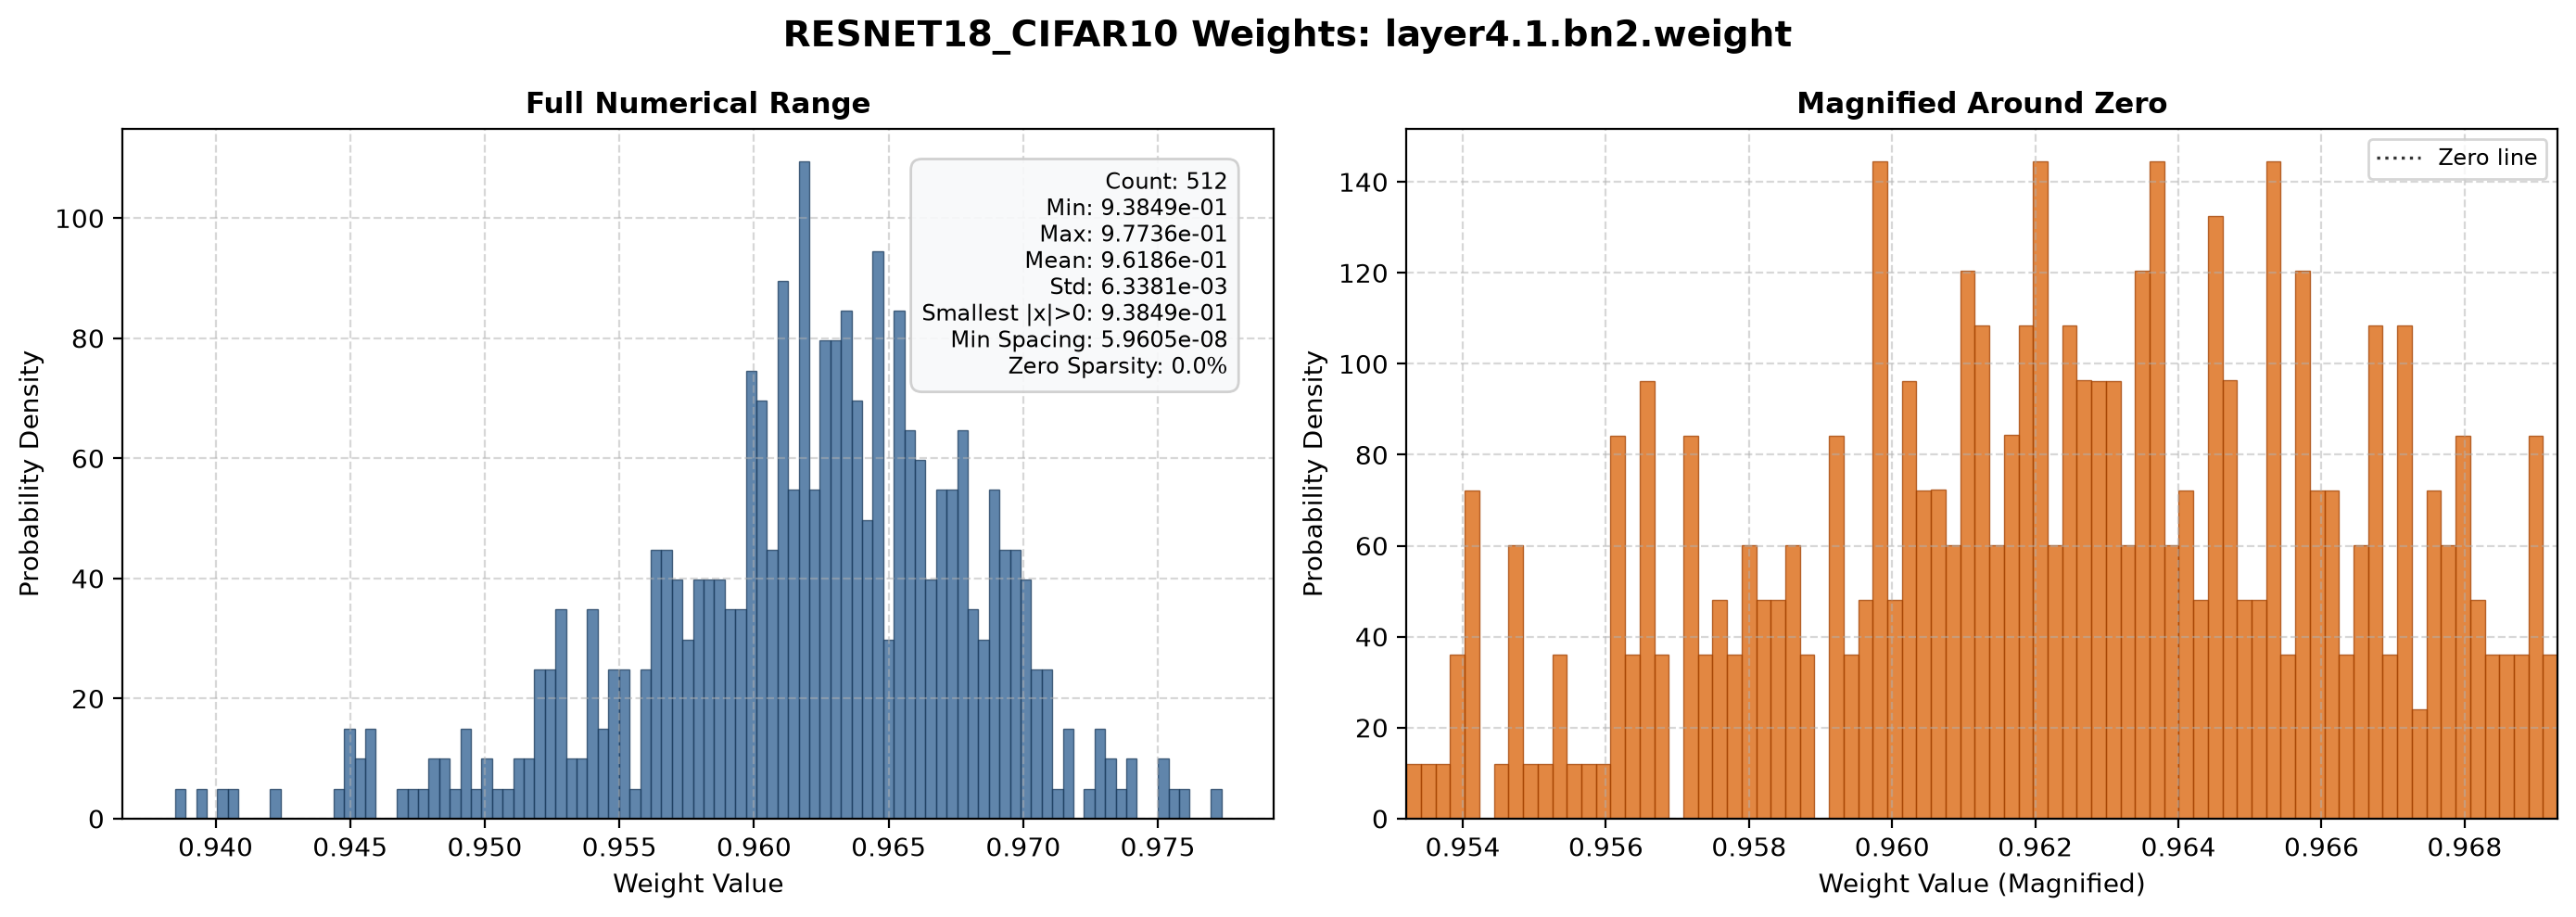 RESNET18_CIFAR10 Weights: layer4.1.bn2.weight
Full Numerical Range
Probability Density
100
80
60
40
20
0
Count: 512
Min: 9.3849e-01
Max: 9.7736e-01
Mean: 9.6186e-01
Std: 6.3381e-03
Smallest |x|>0: 9.3849e-01
Min Spacing: 5.9605e-08
Zero Sparsity: 0.0%
0.940 0.945 0.950 0.955 0.960 0.965 0.970 0.975
Weight Value
Magnified Around Zero
Probability Density
140
120
100
80
60
40
20
0
Zero line
0.954 0.956 0.958 0.960 0.962 0.964 0.966 0.968
Weight Value (Magnified)